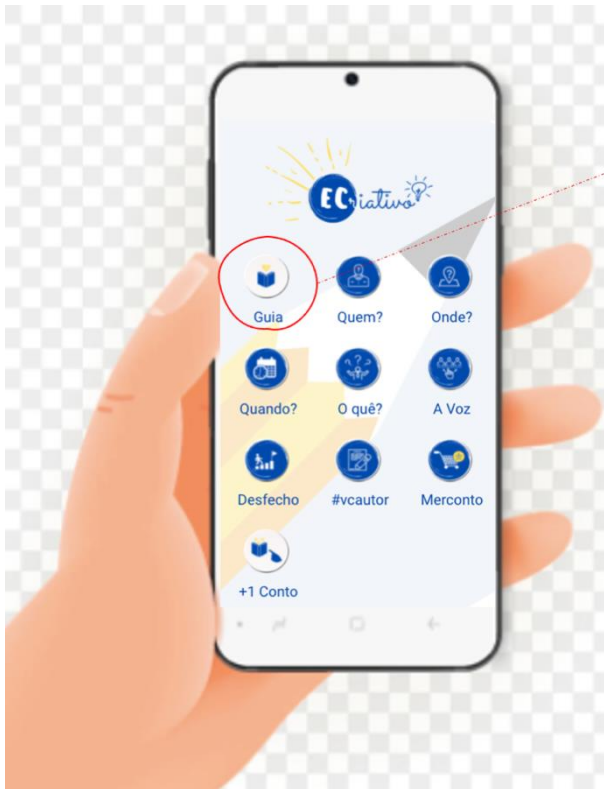 ECriativo
Guia Quem? Onde?
Quando? O quê? A Voz
Desfecho #vcautor Merconto
+1 Conto